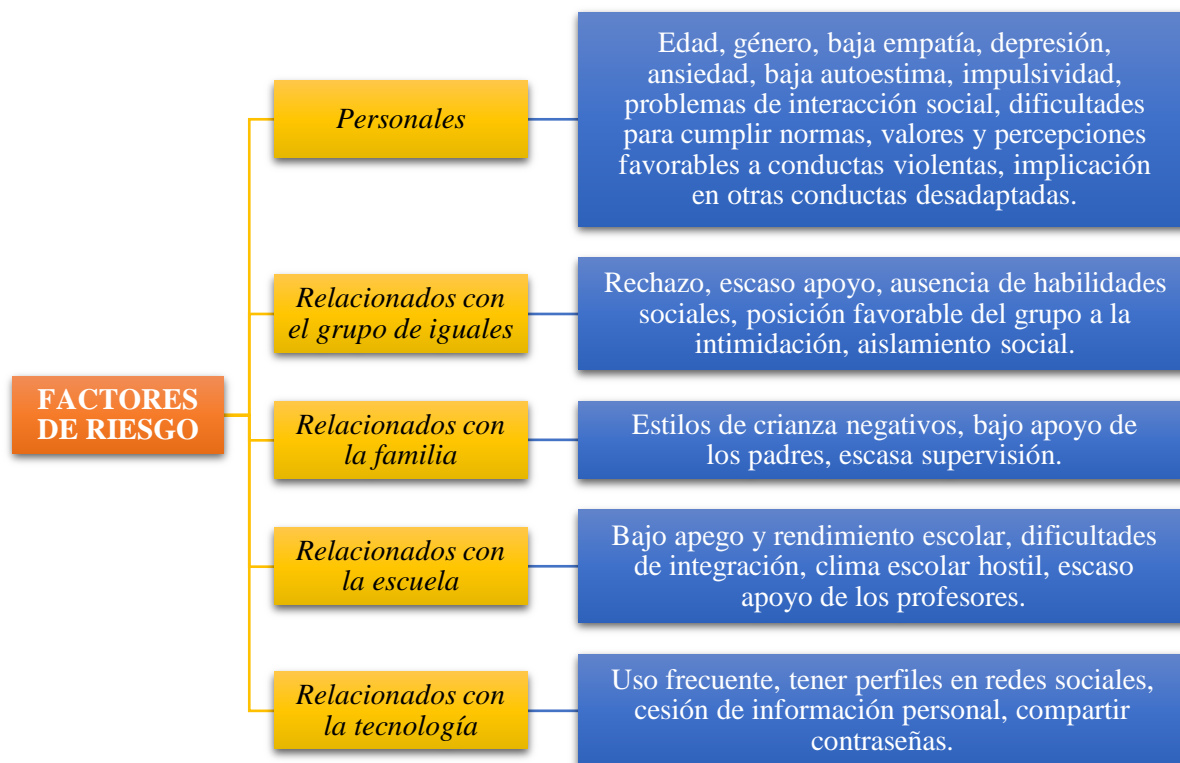 FACTORES
DE RIESGO
Personales
Edad, género, baja empatía, depresión,
ansiedad, baja autoestima, impulsividad,
problemas de interacción social, dificultades
para cumplir normas, valores y percepciones
favorables a conductas violentas, implicación
en otras conductas desadaptadas.
Relacionados con
el grupo de iguales
Rechazo, escaso apoyo, ausencia de habilidades
sociales, posición favorable del grupo a la
intimidación, aislamiento social.
Relacionados con
la familia
Estilos de crianza negativos, bajo apoyo de
los padres, escasa supervisión.
Relacionados con
la escuela
Bajo apego y rendimiento escolar, dificultades
de integración, clima escolar hostil, escaso
apoyo de los profesores.
Relacionados con
la tecnología
Uso frecuente, tener perfiles en redes sociales,
cesión de información personal, compartir
contraseñas.